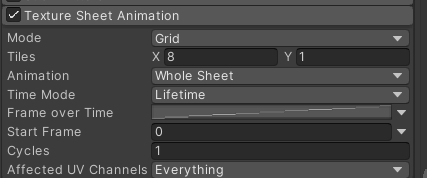 Texture Sheet Animation
Mode Grid
Tiles X 8 Y 1
Animation Whole Sheet
Time Mode Lifetime
Frame over Time
Start Frame 0
Cycles 1
Affected UV Channels Everything